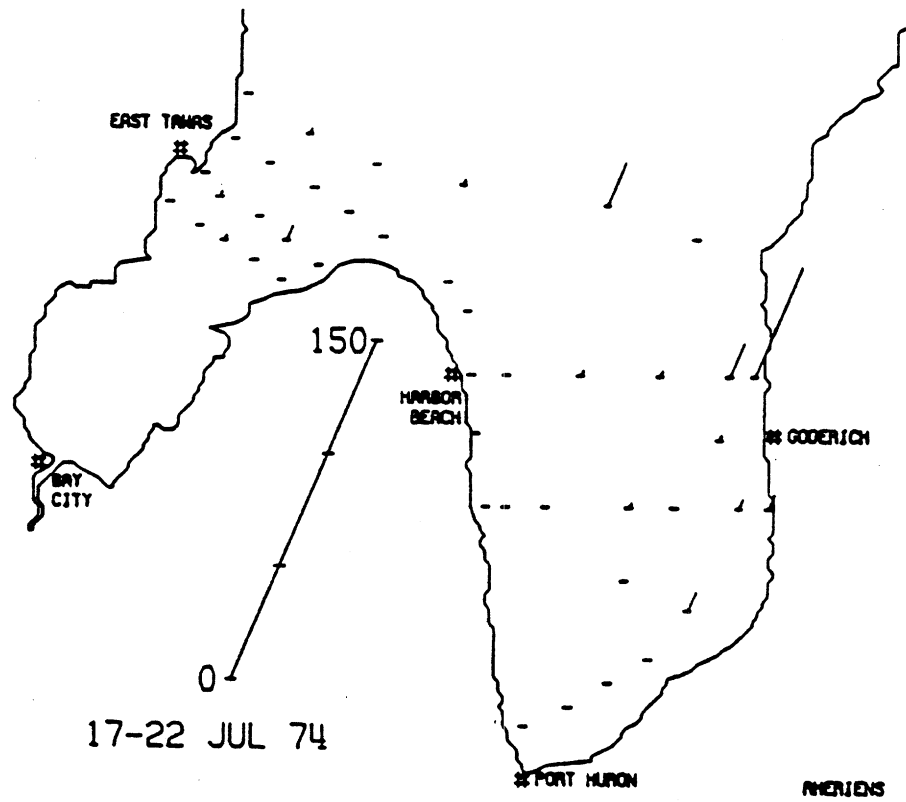 EAST TAWAS
150
HARBOR
BEACH
GODERICH
BAY
CITY
0
17-22 JUL 74
PORT HURON
AHERIENS